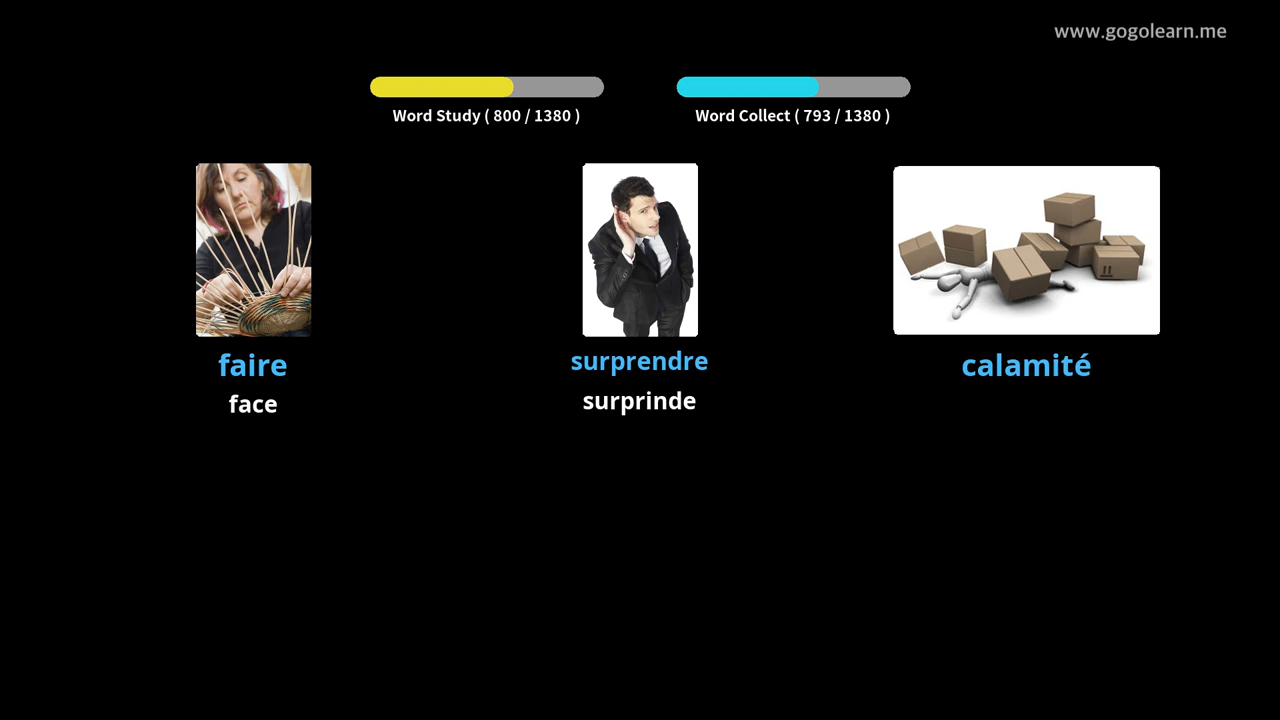 www.gogolearn.me
Word Study ( 800 / 1380 )
Word Collect ( 793 / 1380 )
faire
face
surprendre
surprinde
calamité